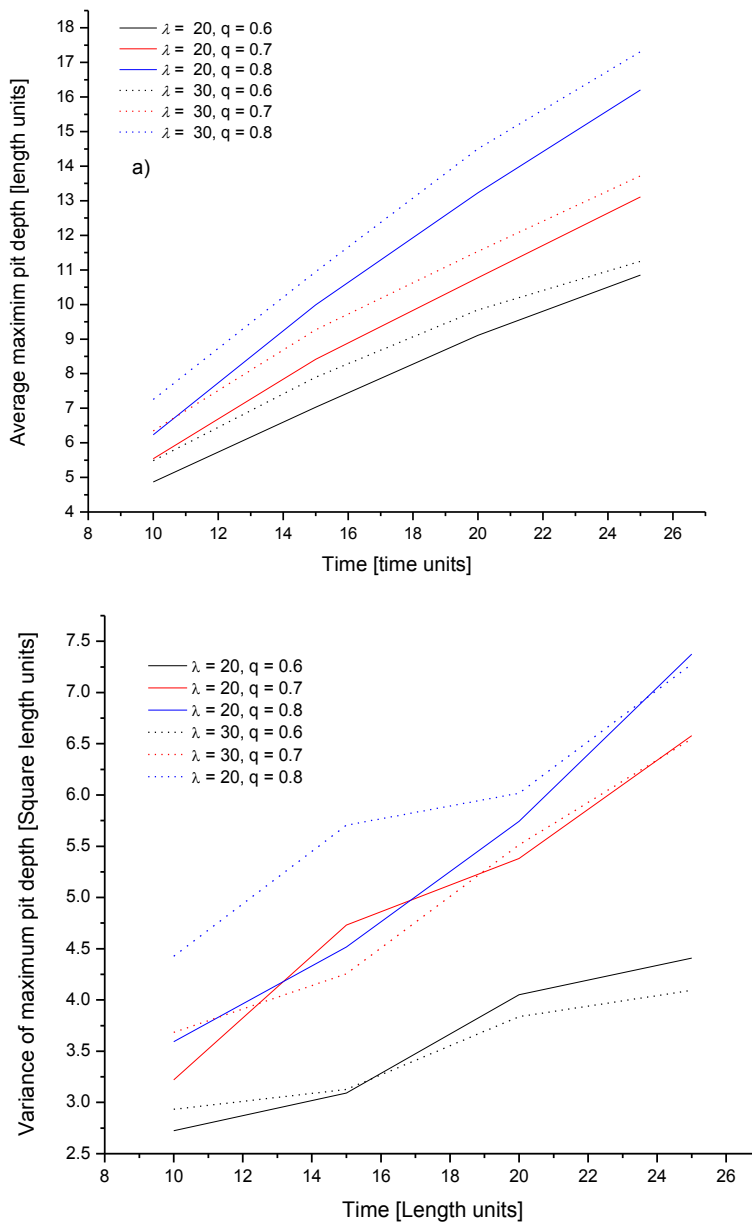 Average maximim pit depth [length units]
18
17
16
15
14
13
12
11
10
9
8
7
6
5
4
λ = 20, q = 0.6
λ = 20, q = 0.7
λ = 20, q = 0.8
λ = 30, q = 0.6
λ = 30, q = 0.7
λ = 30, q = 0.8
a)
8 10 12 14 16 18 20 22 24 26
Time [time units]
Variance of maximum pit depth [Square length units]
7.5
7.0
6.5
6.0
5.5
5.0
4.5
4.0
3.5
3.0
2.5
λ = 20, q = 0.6
λ = 20, q = 0.7
λ = 20, q = 0.8
λ = 30, q = 0.6
λ = 30, q = 0.7
λ = 20, q = 0.8
8 10 12 14 16 18 20 22 24 26
Time [Length units]